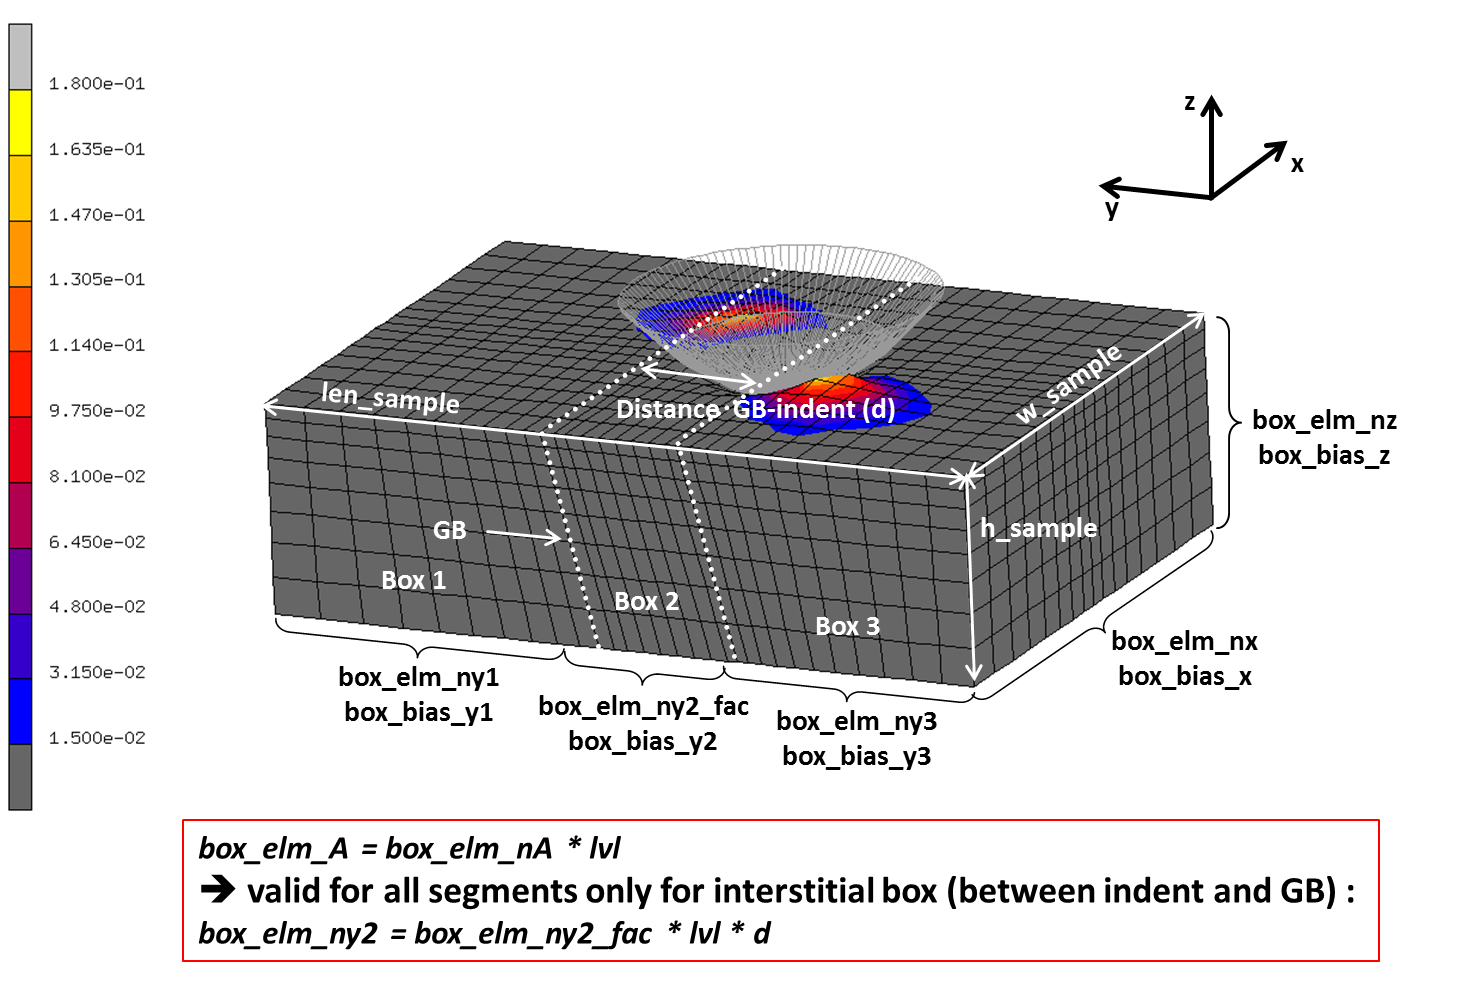 1.800e-01
1.635e-01
1.470e-01
1.305e-01
1.140e-01
9.750e-02
8.100e-02
6.450e-02
4.800e-02
3.150e-02
1.500e-02
z
x
y
len_sample
w_sample
Distance GB-indent (d)
h_sample
GB
Box 1
Box 2
Box 3
box_elm_nz
box_bias_z
box_elm_nx
box_bias_x
box_elm_ny1
box_bias_y1
box_elm_ny2_fac
box_bias_y2
box_elm_ny3
box_bias_y3
box_elm_A = box_elm_nA * lvl
➔ valid for all segments only for interstitial box (between indent and GB) :
box_elm_ny2 = box_elm_ny2_fac * lvl * d